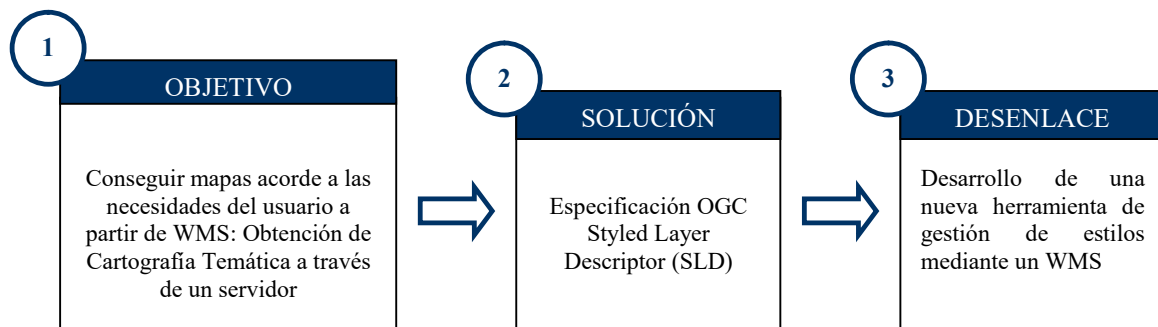 1
OBJETIVO
Conseguir mapas acorde a las
necesidades del usuario a
partir de WMS: Obtención de
Cartografía Temática a través
de un servidor
2
SOLUCIÓN
Especificación OGC
Styled Layer
Descriptor (SLD)
3
DESENLACE
Desarrollo de una
nueva herramienta de
gestión de estilos
mediante un WMS